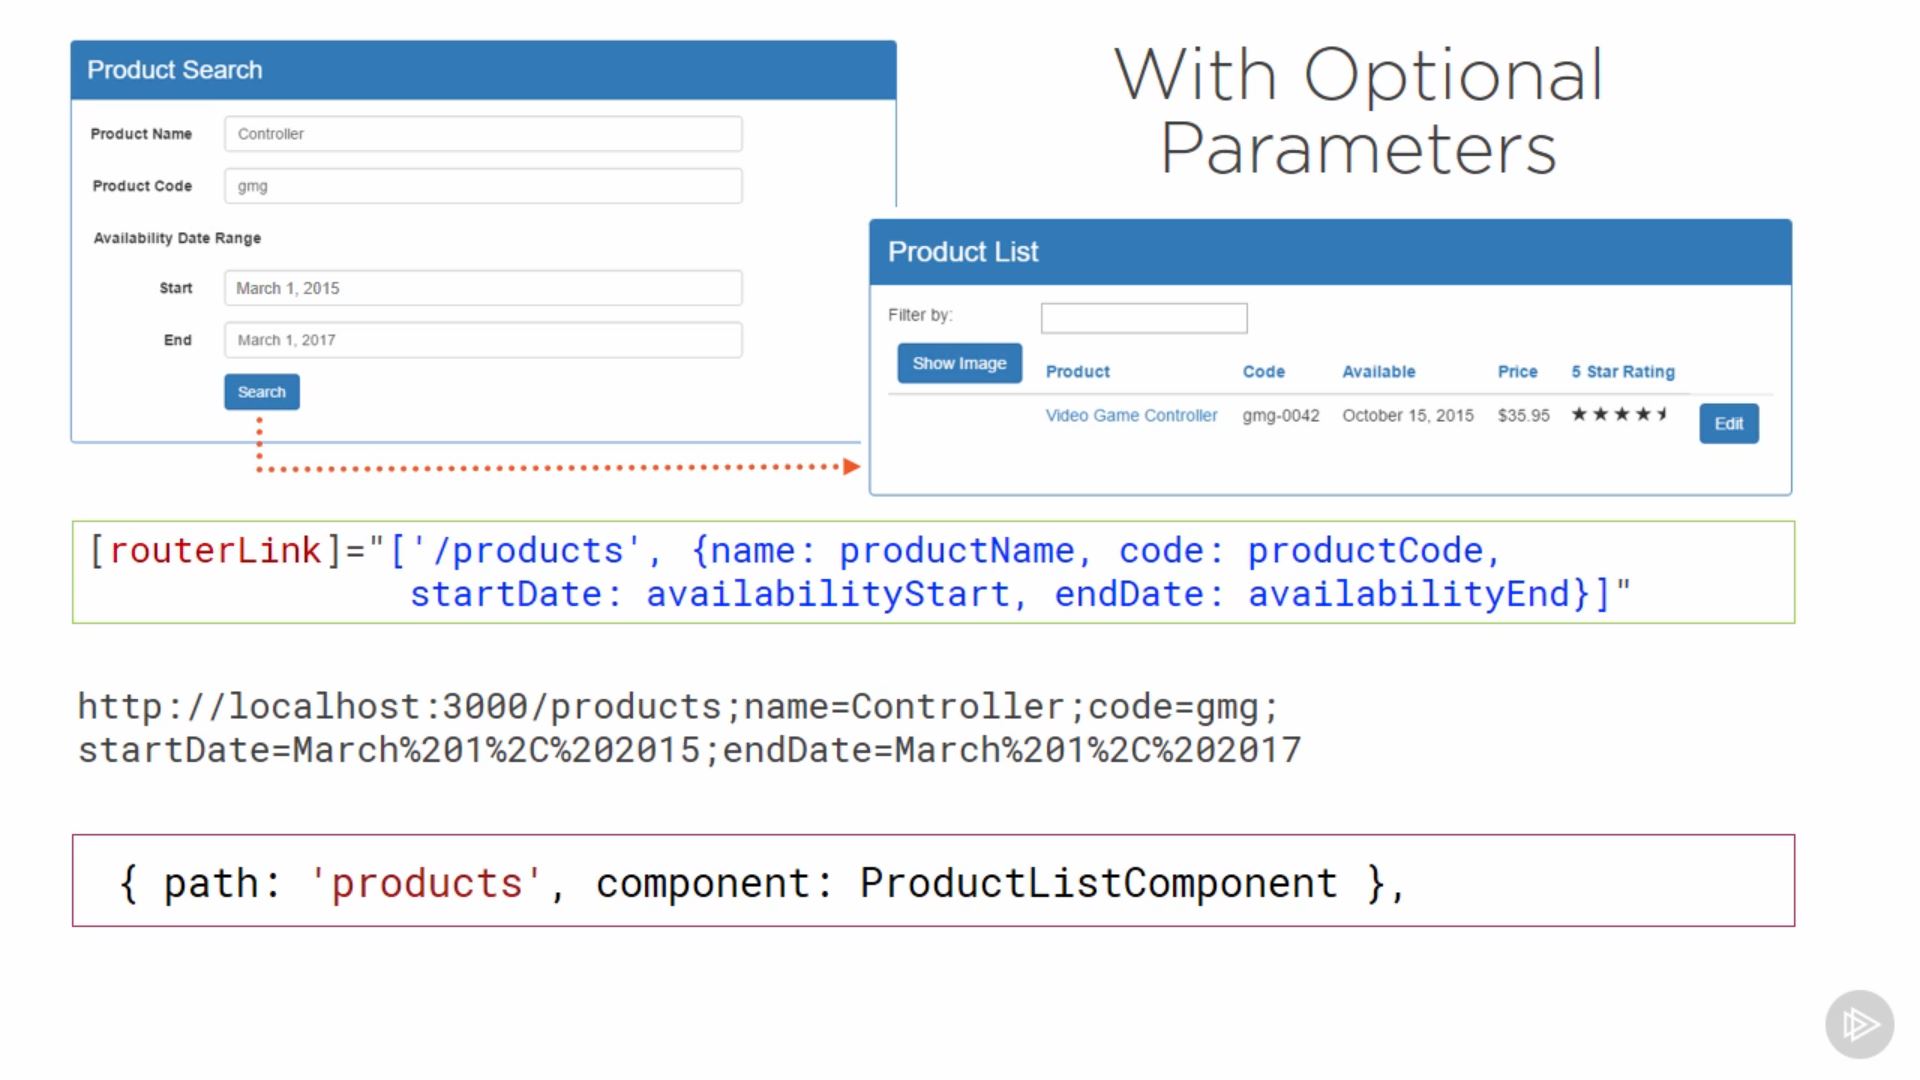 With Optional
Parameters
Product Search
Product Name Controller
Product Code gmg
Availability Date Range
Start March 1, 2015
End March 1, 2017
Search
Product List
Filter by:
Show Image Product Code Available Price 5 Star Rating
Video Game Controller gmg-0042 October 15, 2015 $35.95 Edit
[routerLink]="['/products', {name: productName, code: productCode,
startDate: availabilityStart, endDate: availabilityEnd}]"
http://localhost:3000/products;name=Controller;code=gmg;
startDate=March%201%2C%202015;endDate=March%201%2C%202017
{ path: 'products', component: ProductListComponent },